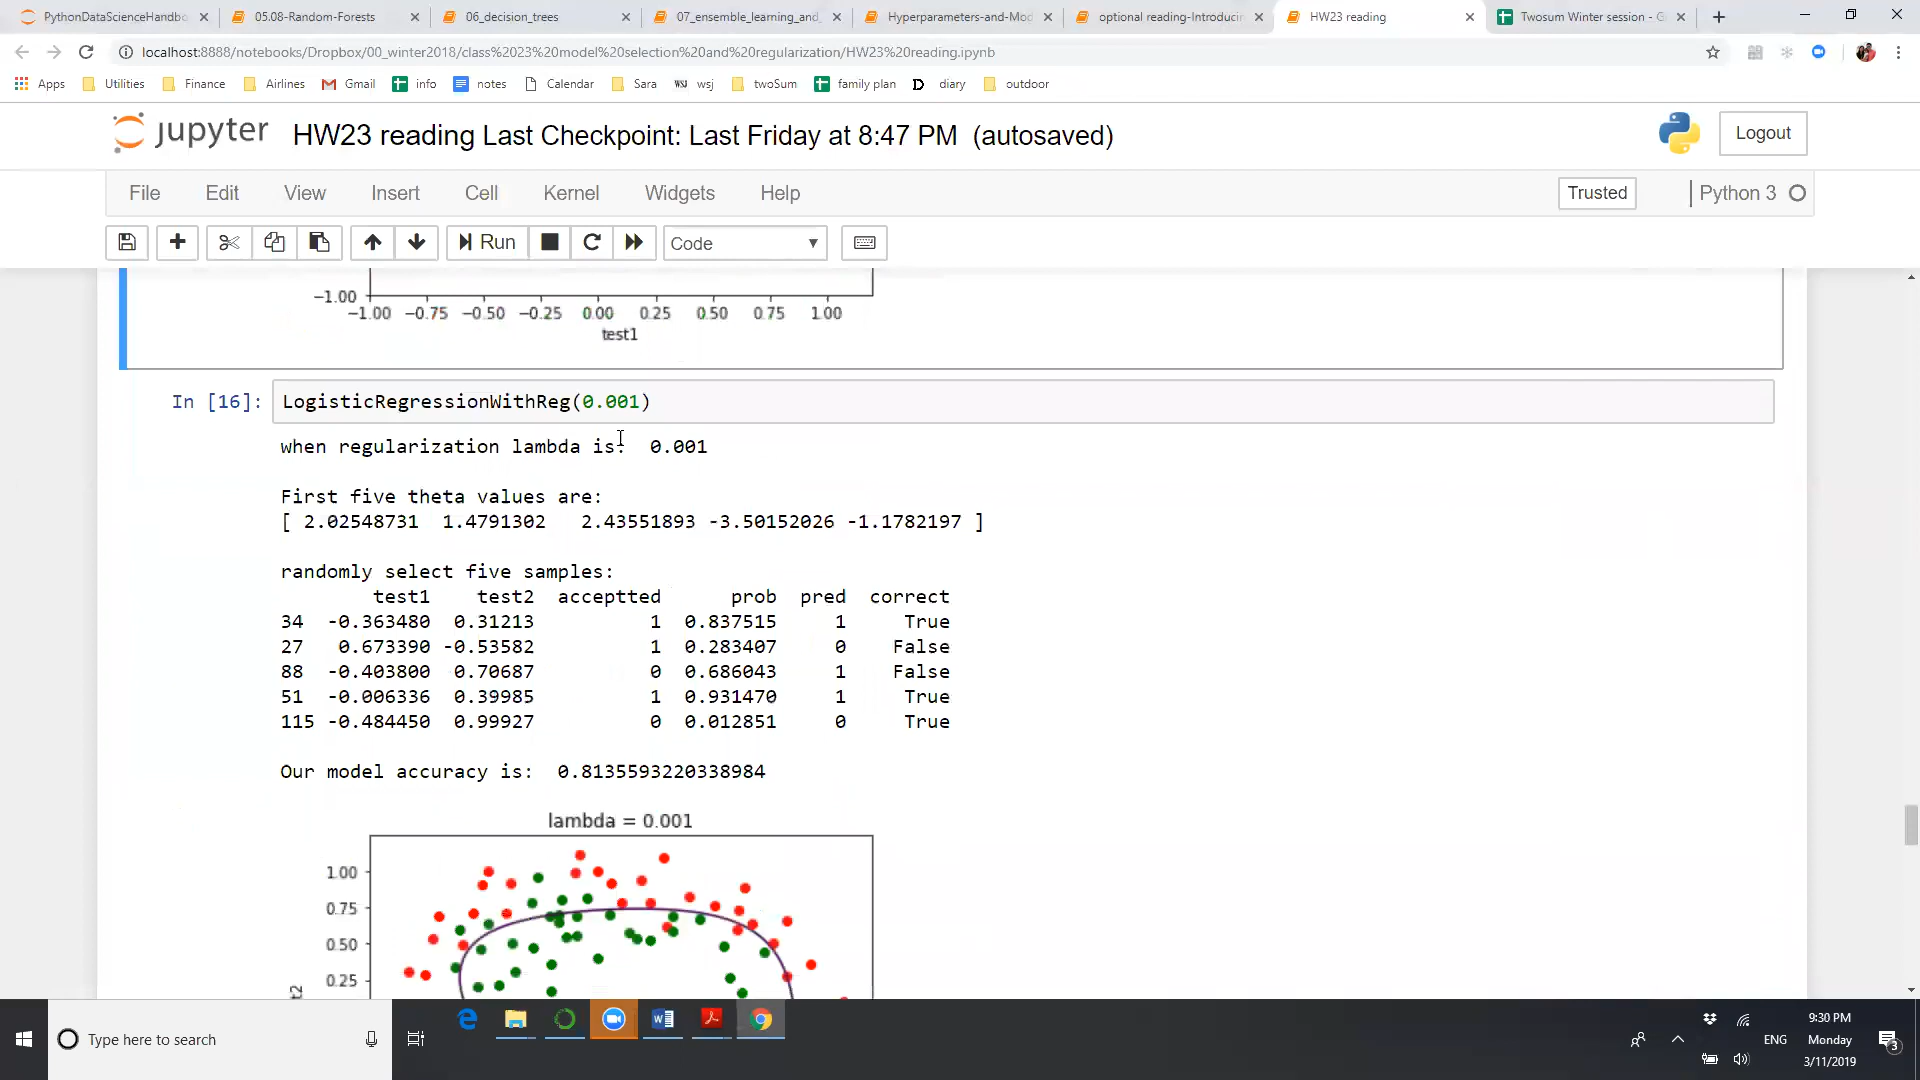 PythonDataScienceHandbo
05.08-Random-Forests
06_decision_trees
07_ensemble_learning_and_
Hyperparameters-and-Mod
optional reading-Introducin
HW23 reading
Twosum Winter session - G
localhost:8888/notebooks/Dropbox/00_winter2018/class%2023%20model%20selection%20and%20regularization/HW23%20reading.ipynb
Apps Utilities Finance Airlines Gmail info notes Calendar Sara WSJ wsj twoSum family plan D diary outdoor
jupyter HW23 reading Last Checkpoint: Last Friday at 8:47 PM (autosaved) Logout
File Edit View Insert Cell Kernel Widgets Help Trusted Python 3
Run Code
−1.00
−1.00 −0.75 −0.50 −0.25 0.00 0.25 0.50 0.75 1.00
test1
In [16]: LogisticRegressionWithReg(0.001)
when regularization lambda is: 0.001
First five theta values are:
[ 2.02548731 1.4791302 2.43551893 -3.50152026 -1.1782197 ]
randomly select five samples:
test1 test2 acceptted prob pred correct
34 -0.363480 0.31213 1 0.837515 1 True
27 0.673390 -0.53582 1 0.283407 0 False
88 -0.403800 0.70687 0 0.686043 1 False
51 -0.006336 0.39985 1 0.931470 1 True
115 -0.484450 0.99927 0 0.012851 0 True
Our model accuracy is: 0.8135593220338984
lambda = 0.001
1.00
0.75
0.50
0.25
Type here to search
9:30 PM
ENG Monday
3/11/2019
3